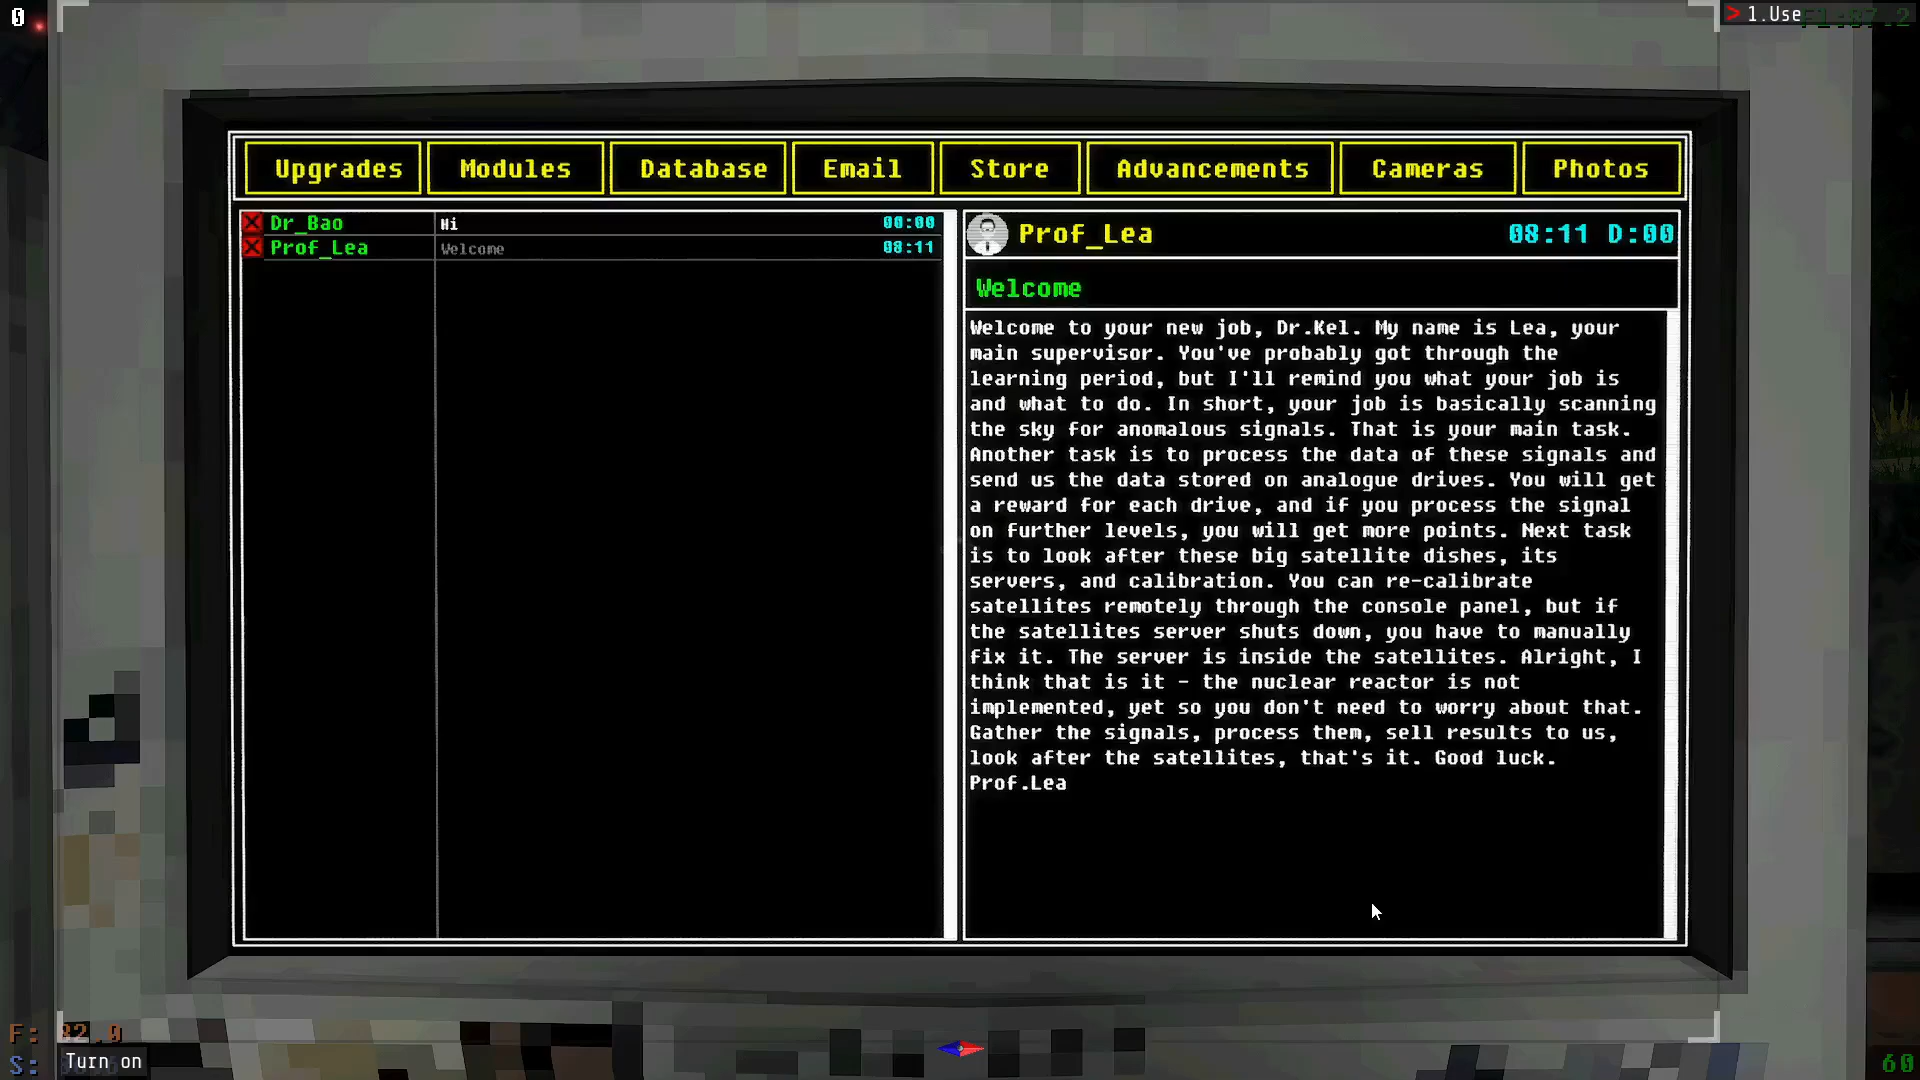 1.Use
Upgrades Modules Database Email Store Advancements Cameras Photos
Dr_Bao Hi 00:00
Prof_Lea Welcome 08:11
Prof_Lea 08:11 D:00
Welcome
Welcome to your new job, Dr.Kel. My name is Lea, your
main supervisor. You've probably got through the
learning period, but I'll remind you what your job is
and what to do. In short, your job is basically scanning
the sky for anomalous signals. That is your main task.
Another task is to process the data of these signals and
send us the data stored on analogue drives. You will get
a reward for each drive, and if you process the signal
on further levels, you will get more points. Next task
is to look after these big satellite dishes, its
servers, and calibration. You can re-calibrate
satellites remotely through the console panel, but if
the satellites server shuts down, you have to manually
fix it. The server is inside the satellites. Alright, I
think that is it - the nuclear reactor is not
implemented, yet so you don't need to worry about that.
Gather the signals, process them, sell results to us,
look after the satellites, that's it. Good luck.
Prof.Lea
F: 82.0
S:
Turn on
60